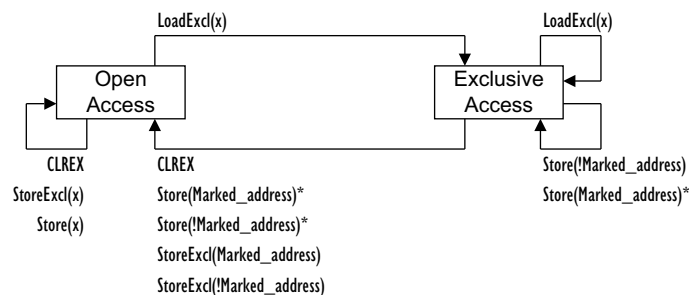 LoadExcl(x)
LoadExcl(x)
Open
Access
Exclusive
Access
CLREX
StoreExcl(x)
Store(x)
CLREX
Store(Marked_address)*
Store(!Marked_address)*
StoreExcl(Marked_address)
StoreExcl(!Marked_address)
Store(!Marked_address)
Store(Marked_address)*